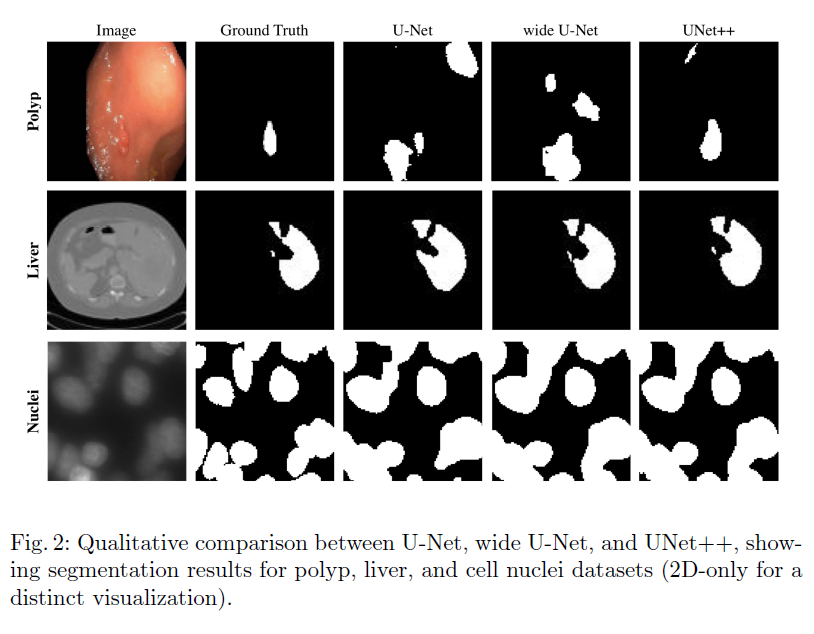 Image Ground Truth U-Net wide U-Net UNet++
Polyp
Liver
Nuclei
Fig. 2: Qualitative comparison between U-Net, wide U-Net, and UNet++, show-
ing segmentation results for polyp, liver, and cell nuclei datasets (2D-only for a
distinct visualization).